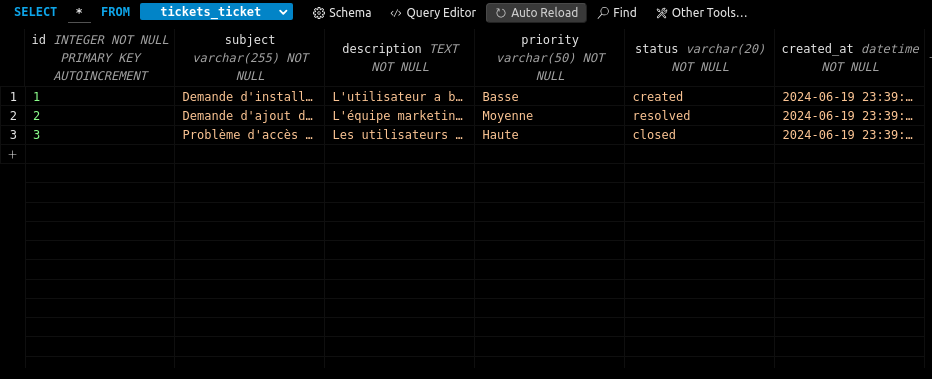 SELECT * FROM tickets_ticket Schema Query Editor Auto Reload Find Other Tools...
id INTEGER NOT NULL PRIMARY KEY AUTOINCREMENT
subject varchar(255) NOT NULL
description TEXT NOT NULL
priority varchar(50) NOT NULL
status varchar(20) NOT NULL
created_at datetime NOT NULL
1 1 Demande d'install… L'utilisateur a b… Basse created 2024-06-19 23:39:…
2 2 Demande d'ajout d… L'équipe marketin… Moyenne resolved 2024-06-19 23:39:…
3 3 Problème d'accès … Les utilisateurs … Haute closed 2024-06-19 23:39:…
+